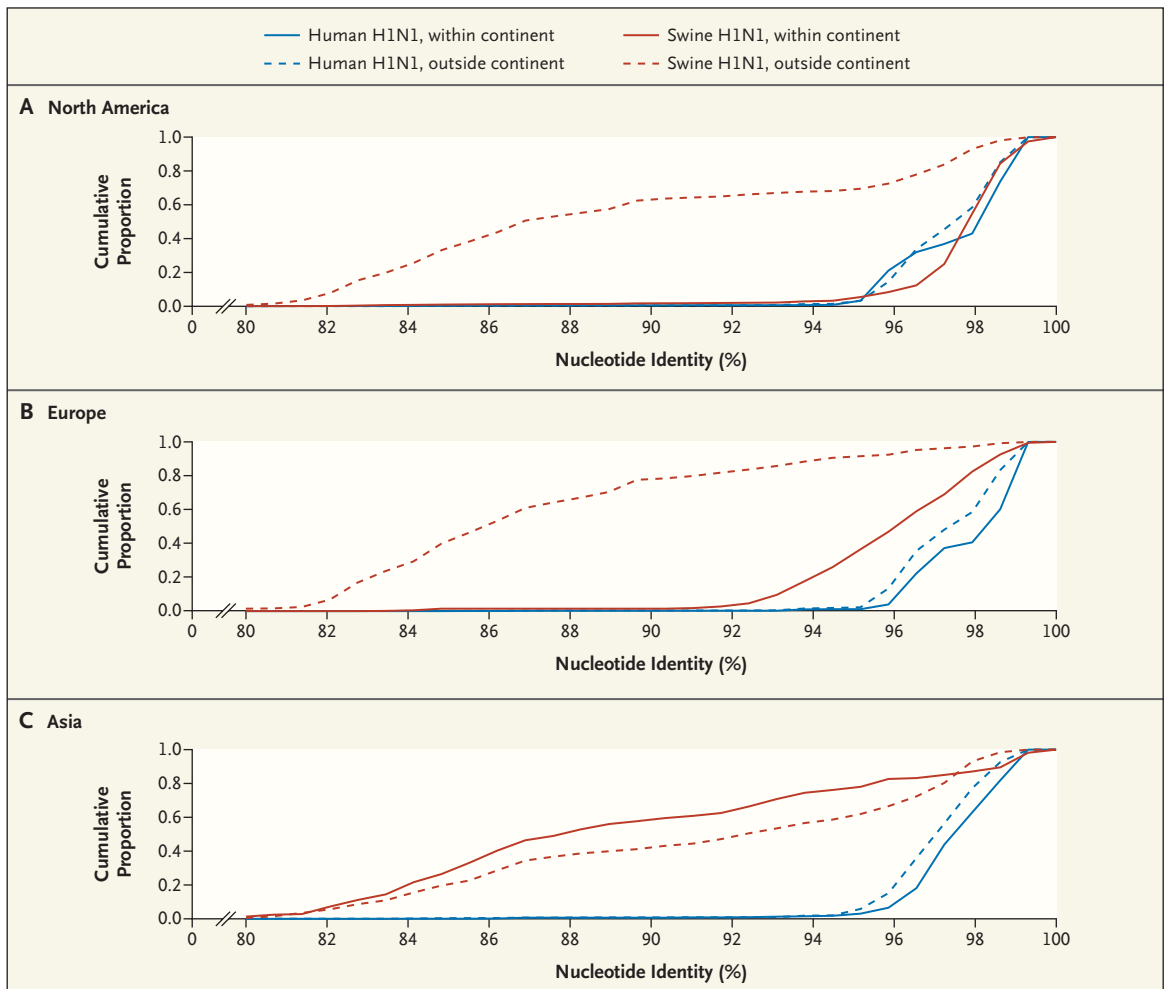 Human H1N1, within continent Swine H1N1, within continent
Human H1N1, outside continent Swine H1N1, outside continent
A North America
1.0
0.8
0.6
0.4
0.2
0.0
Cumulative
Proportion
0 80 82 84 86 88 90 92 94 96 98 100
Nucleotide Identity (%)
B Europe
1.0
0.8
0.6
0.4
0.2
0.0
Cumulative
Proportion
0 80 82 84 86 88 90 92 94 96 98 100
Nucleotide Identity (%)
C Asia
1.0
0.8
0.6
0.4
0.2
0.0
Cumulative
Proportion
0 80 82 84 86 88 90 92 94 96 98 100
Nucleotide Identity (%)